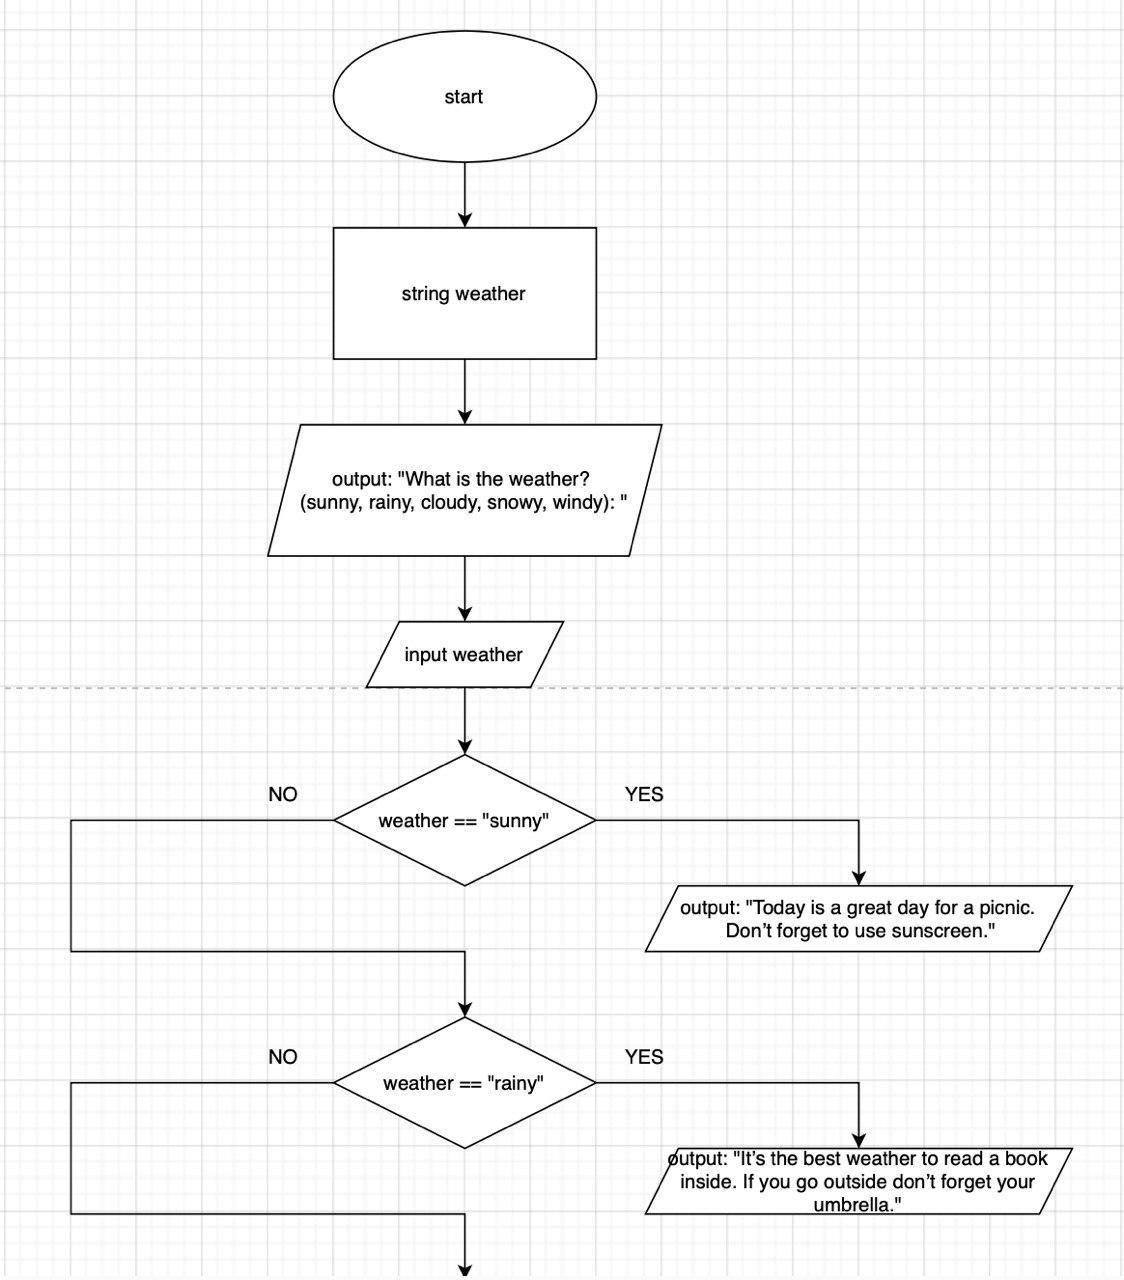 start
string weather
output: "What is the weather?
(sunny, rainy, cloudy, snowy, windy): "
input weather
NO
YES
weather == "sunny"
output: "Today is a great day for a picnic.
Don’t forget to use sunscreen."
NO
YES
weather == "rainy"
output: "It’s the best weather to read a book
inside. If you go outside don’t forget your
umbrella."